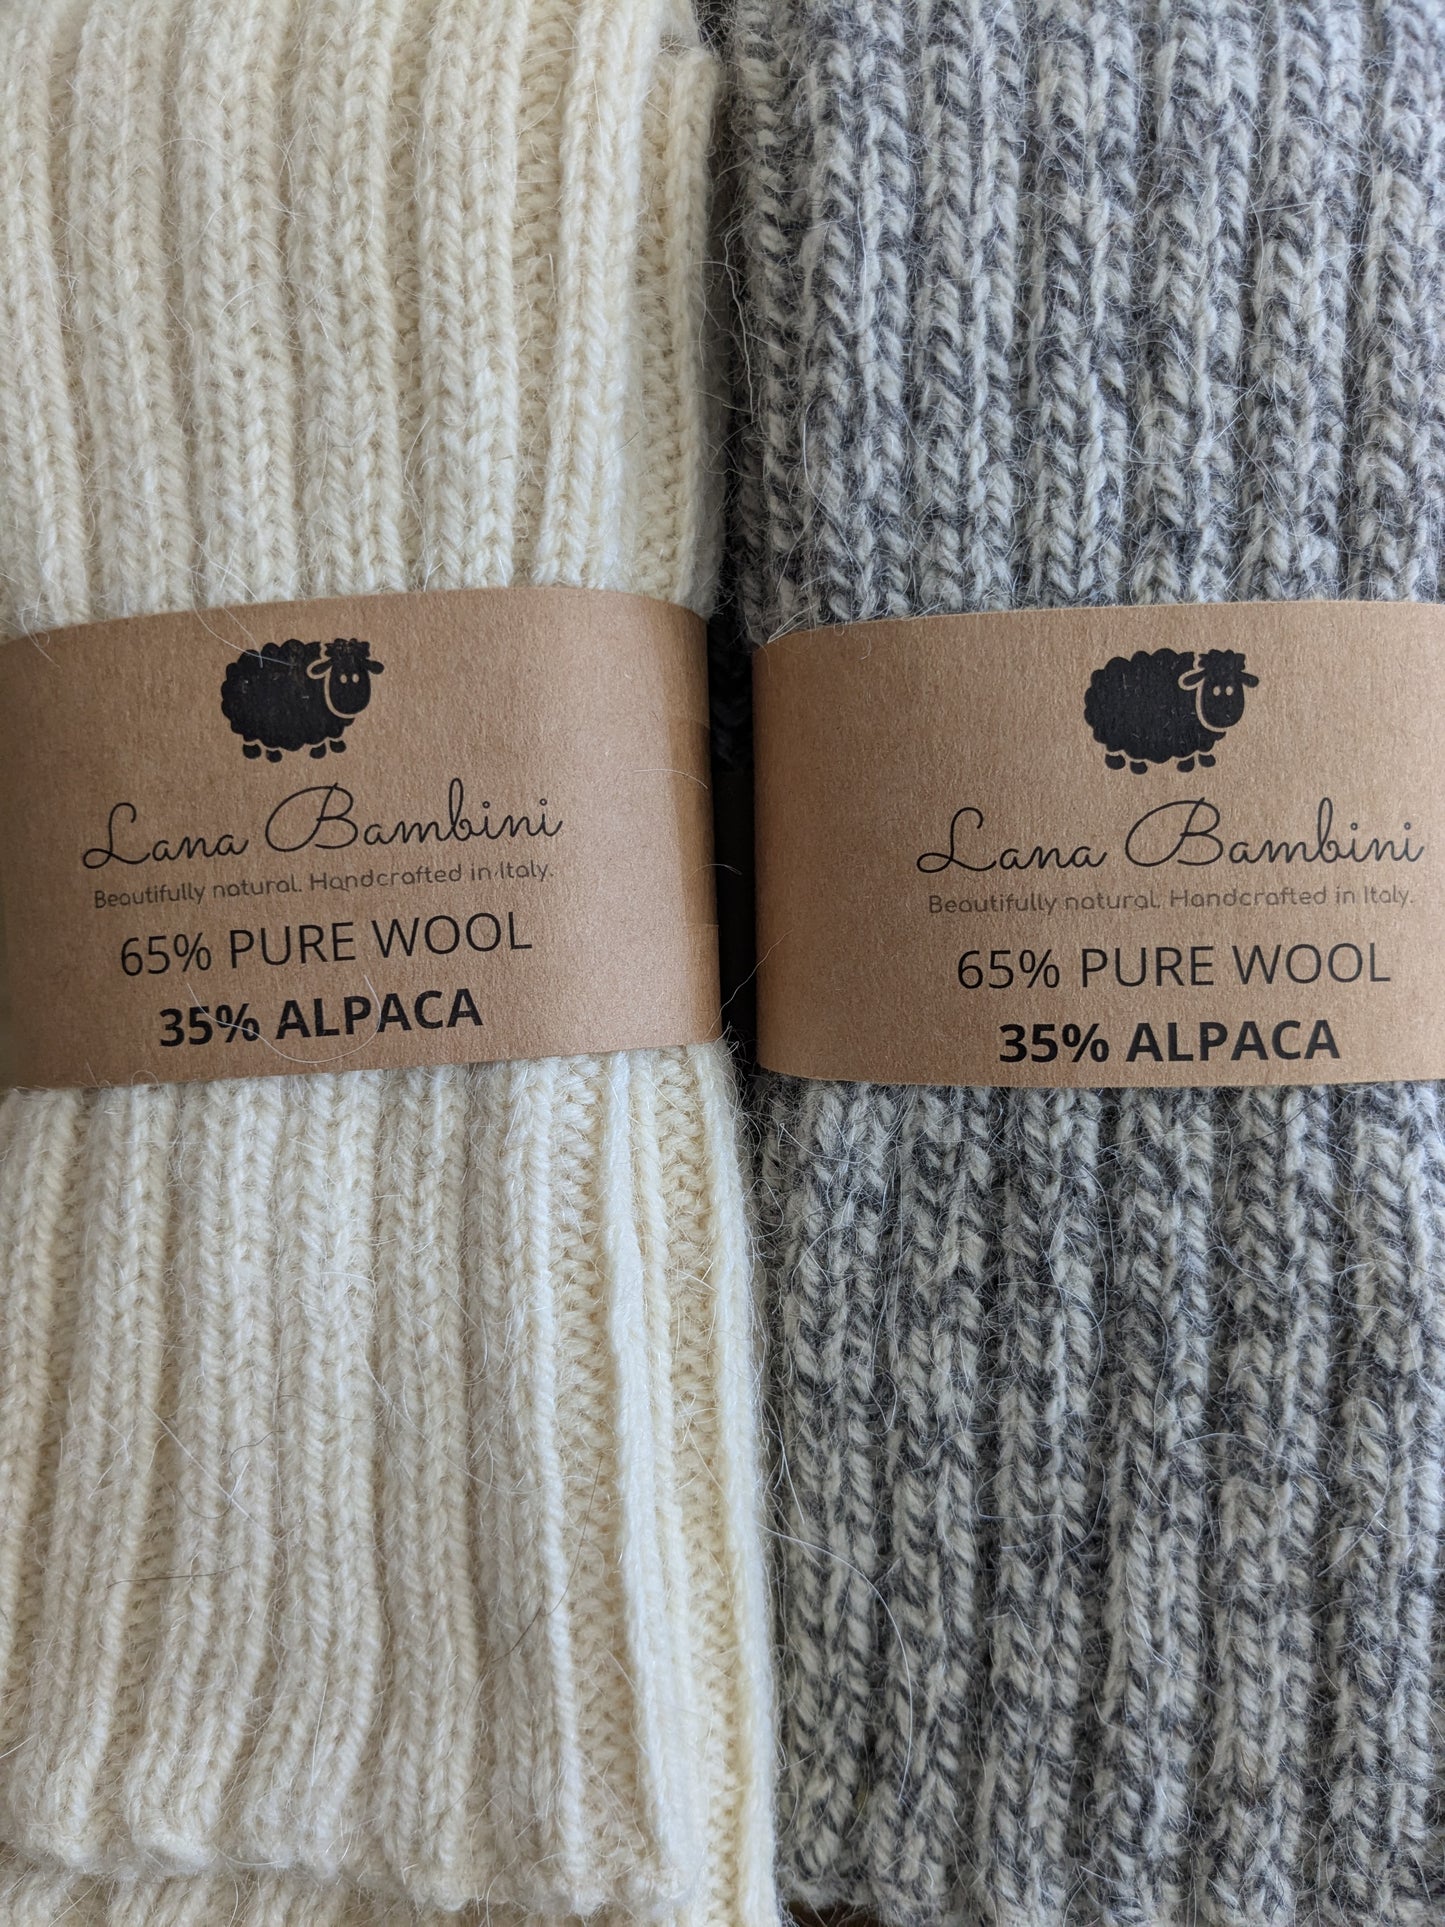 Lana Bambini
Beautifully natural. Handcrafted in Italy.
65% PURE WOOL
35% ALPACA
Lana Bambini
Beautifully natural. Handcrafted in Italy.
65% PURE WOOL
35% ALPACA